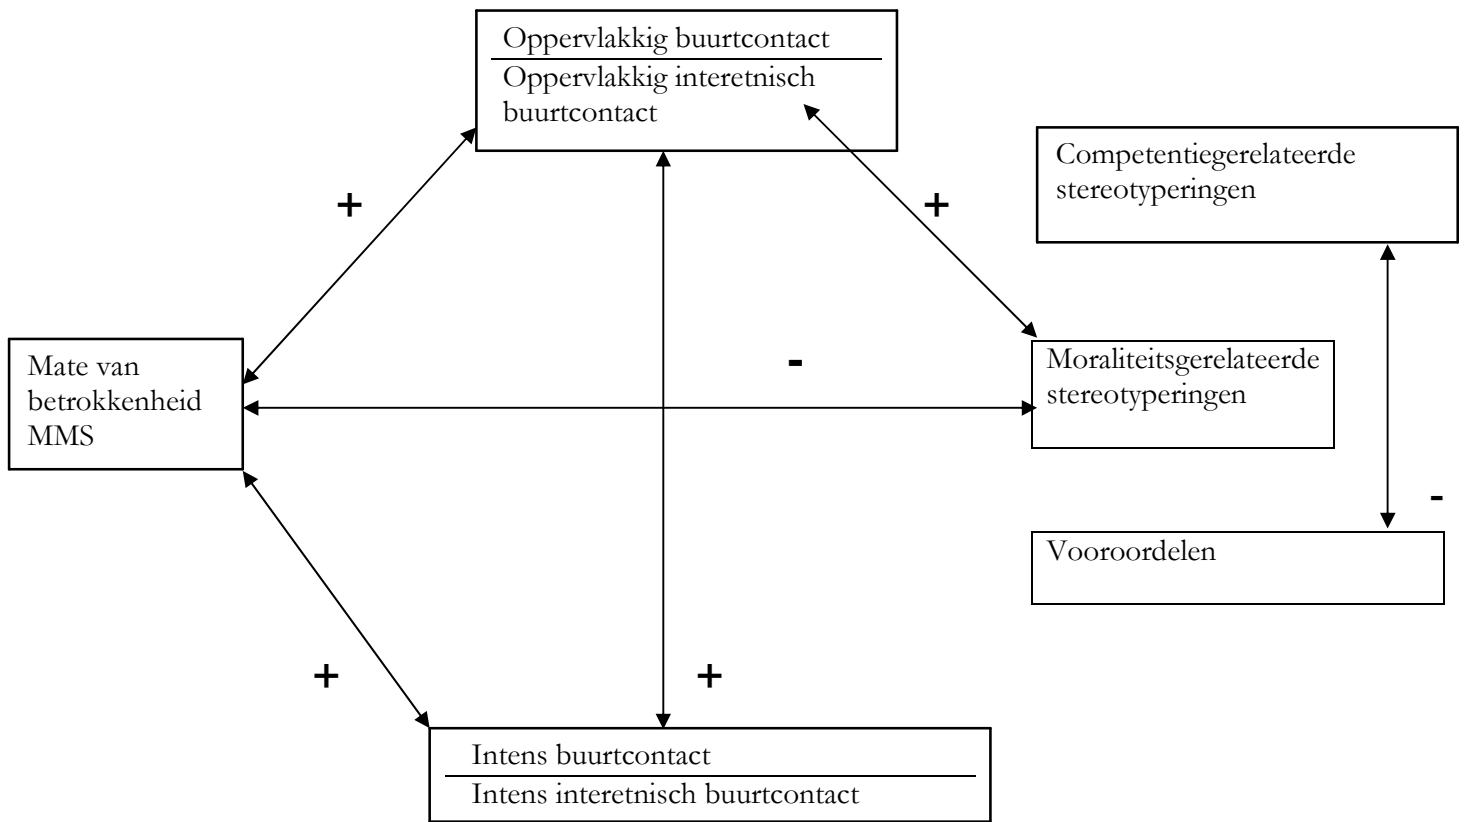 Oppervlakkig buurtcontact
Oppervlakkig interetnisch
buurtcontact
Competentiegerelateerde
stereotyperingen
+
+
Mate van
betrokkenheid
MMS
-
Moraliteitsgerelateerde
stereotyperingen
-
Vooroordelen
+
+
Intens buurtcontact
Intens interetnisch buurtcontact